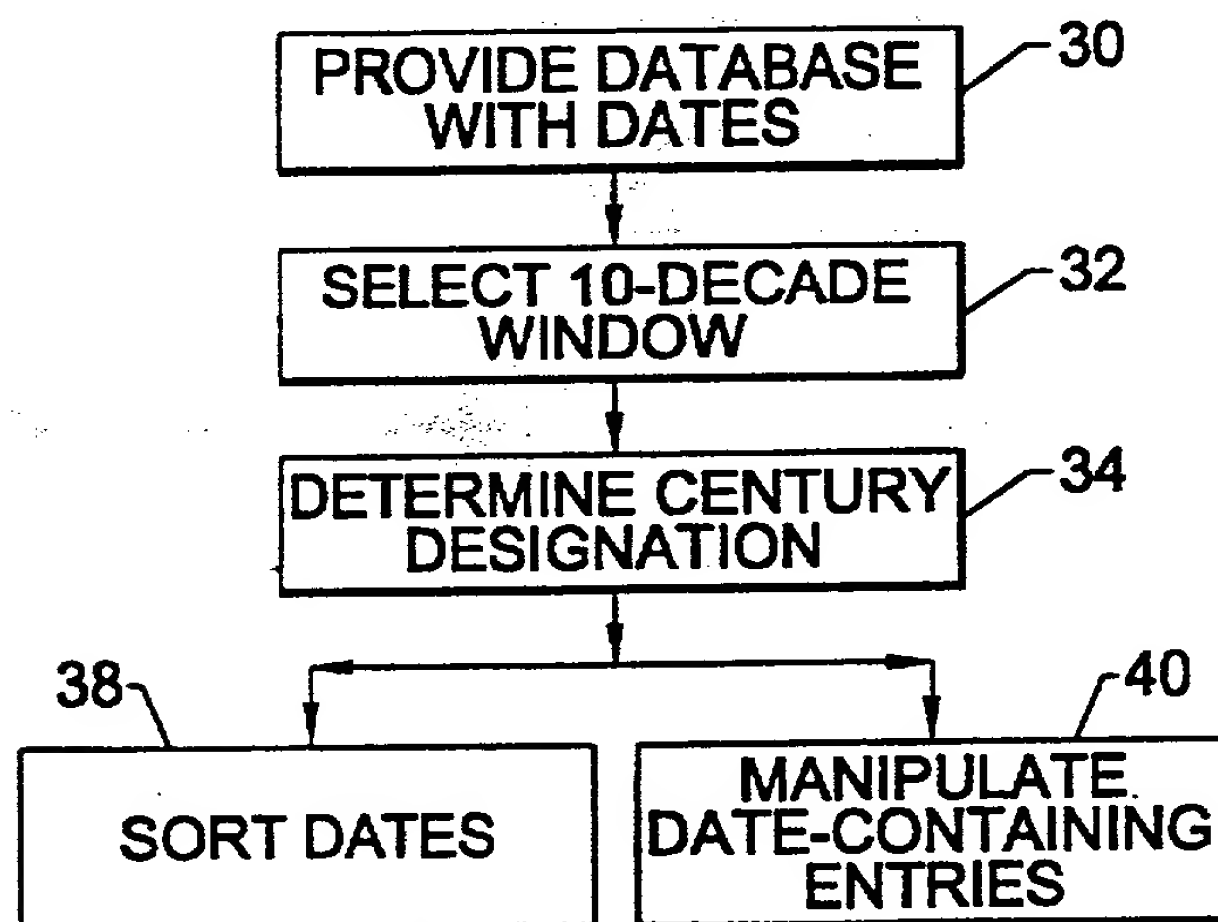 PROVIDE DATABASE
WITH DATES
30
SELECT 10-DECADE
WINDOW
32
DETERMINE CENTURY
DESIGNATION
34
38
SORT DATES
40
MANIPULATE
DATE-CONTAINING
ENTRIES